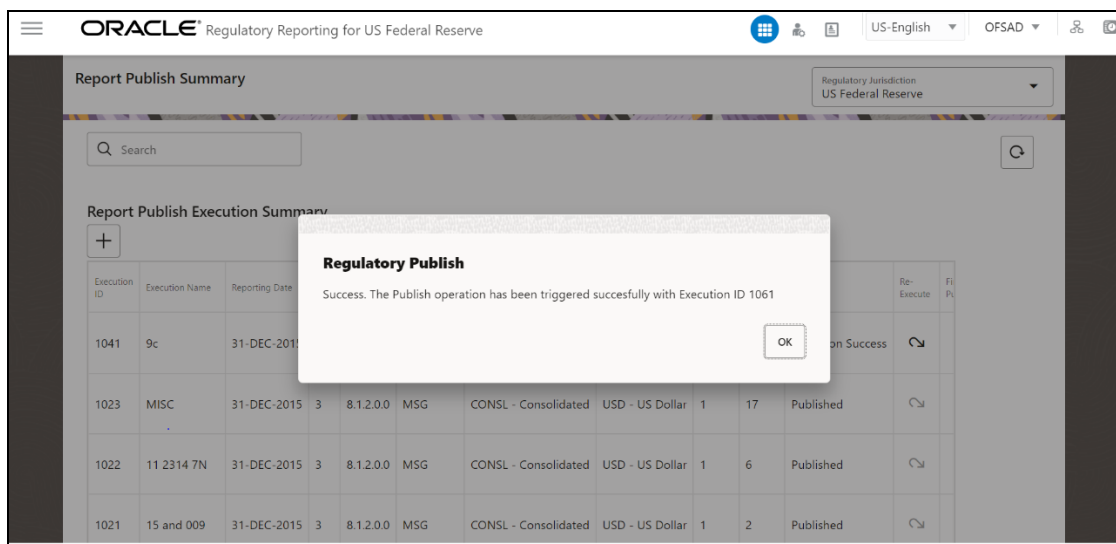 ORACLE® Regulatory Reporting for US Federal Reserve US-English OFSAD
Report Publish Summary
Regulatory Jurisdiction
US Federal Reserve
Search
Report Publish Execution Summary
Regulatory Publish
Success. The Publish operation has been triggered succesfully with Execution ID 1061
OK
Execution ID Execution Name Reporting Date Re-Execute
1041 9c 31-DEC-201 on Success
1023 MISC 31-DEC-2015 3 8.1.2.0.0 MSG CONSL - Consolidated USD - US Dollar 1 17 Published
1022 11 2314 7N 31-DEC-2015 3 8.1.2.0.0 MSG CONSL - Consolidated USD - US Dollar 1 6 Published
1021 15 and 009 31-DEC-2015 3 8.1.2.0.0 MSG CONSL - Consolidated USD - US Dollar 1 2 Published